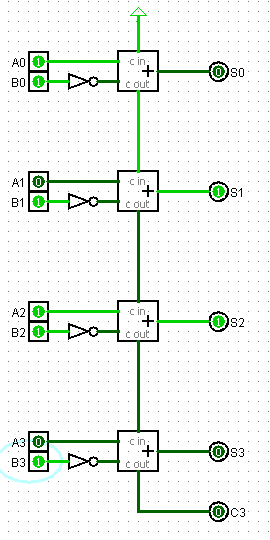 A0 1 c in
B0 1 + 0 S0
c out
A1 0 c in
B1 1 + 1 S1
c out
A2 1 c in
B2 1 + 1 S2
c out
A3 0 c in
B3 1 + 0 S3
c out
0 C3